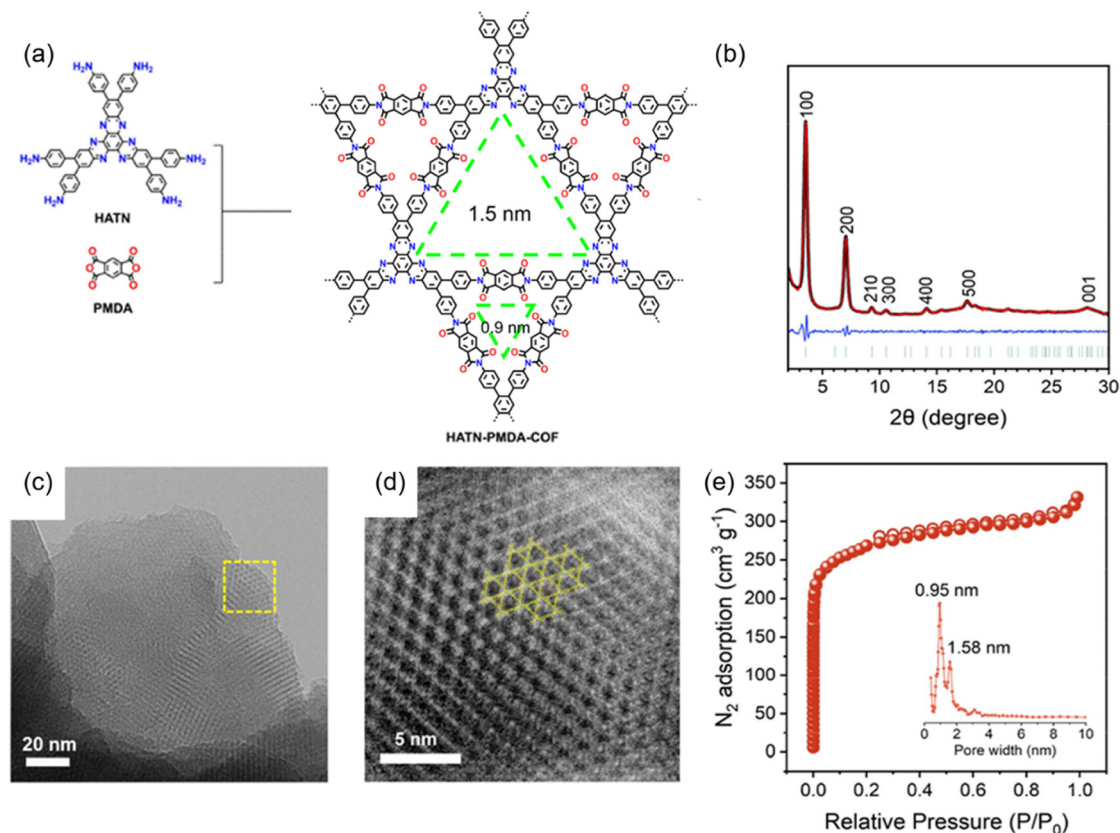 (a)
H₂N
NH₂
H₂N
NH₂
NH₂
H₂N
HATN
PMDA
1.5 nm
0.9 nm
HATN-PMDA-COF
(b)
100
200
210
300
400
500
001
5
10
15
20
25
30
2θ (degree)
(c)
20 nm
(d)
5 nm
(e)
N₂ adsorption (cm³ g⁻¹)
350
300
250
200
150
100
50
0
0.0
0.2
0.4
0.6
0.8
1.0
Relative Pressure (P/P₀)
0.95 nm
1.58 nm
0
2
4
6
8
10
Pore width (nm)